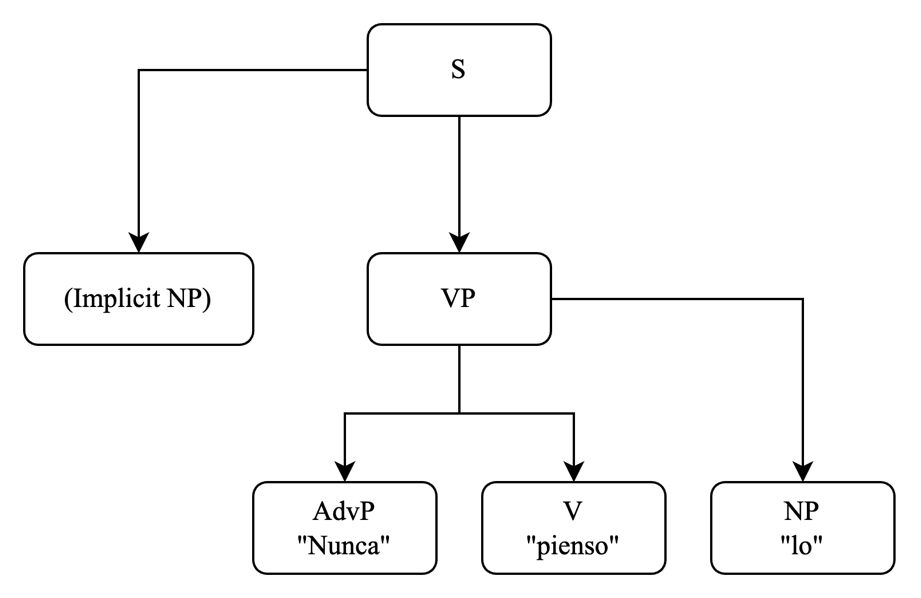 S
(Implicit NP)
VP
AdvP
"Nunca"
V
"pienso"
NP
"lo"